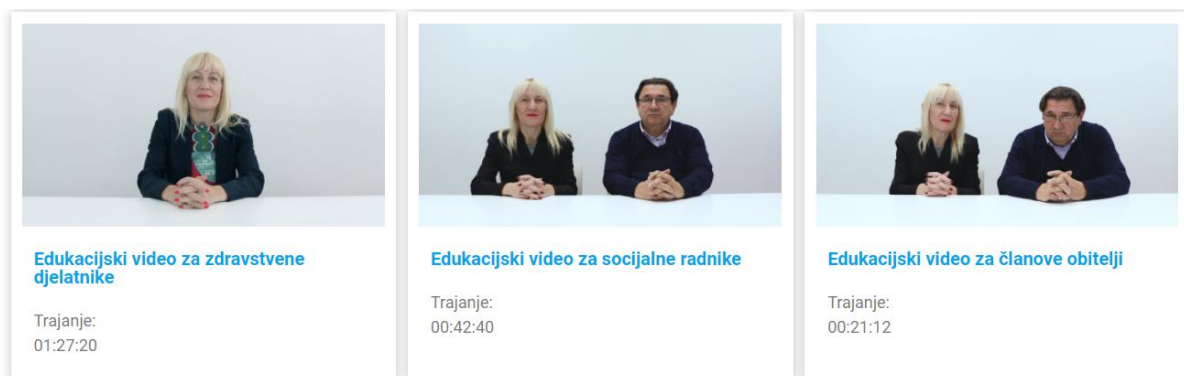 Edukacijski video za zdravstvene
djelatnike
Trajanje:
01:27:20
Edukacijski video za socijalne radnike
Trajanje:
00:42:40
Edukacijski video za članove obitelji
Trajanje:
00:21:12